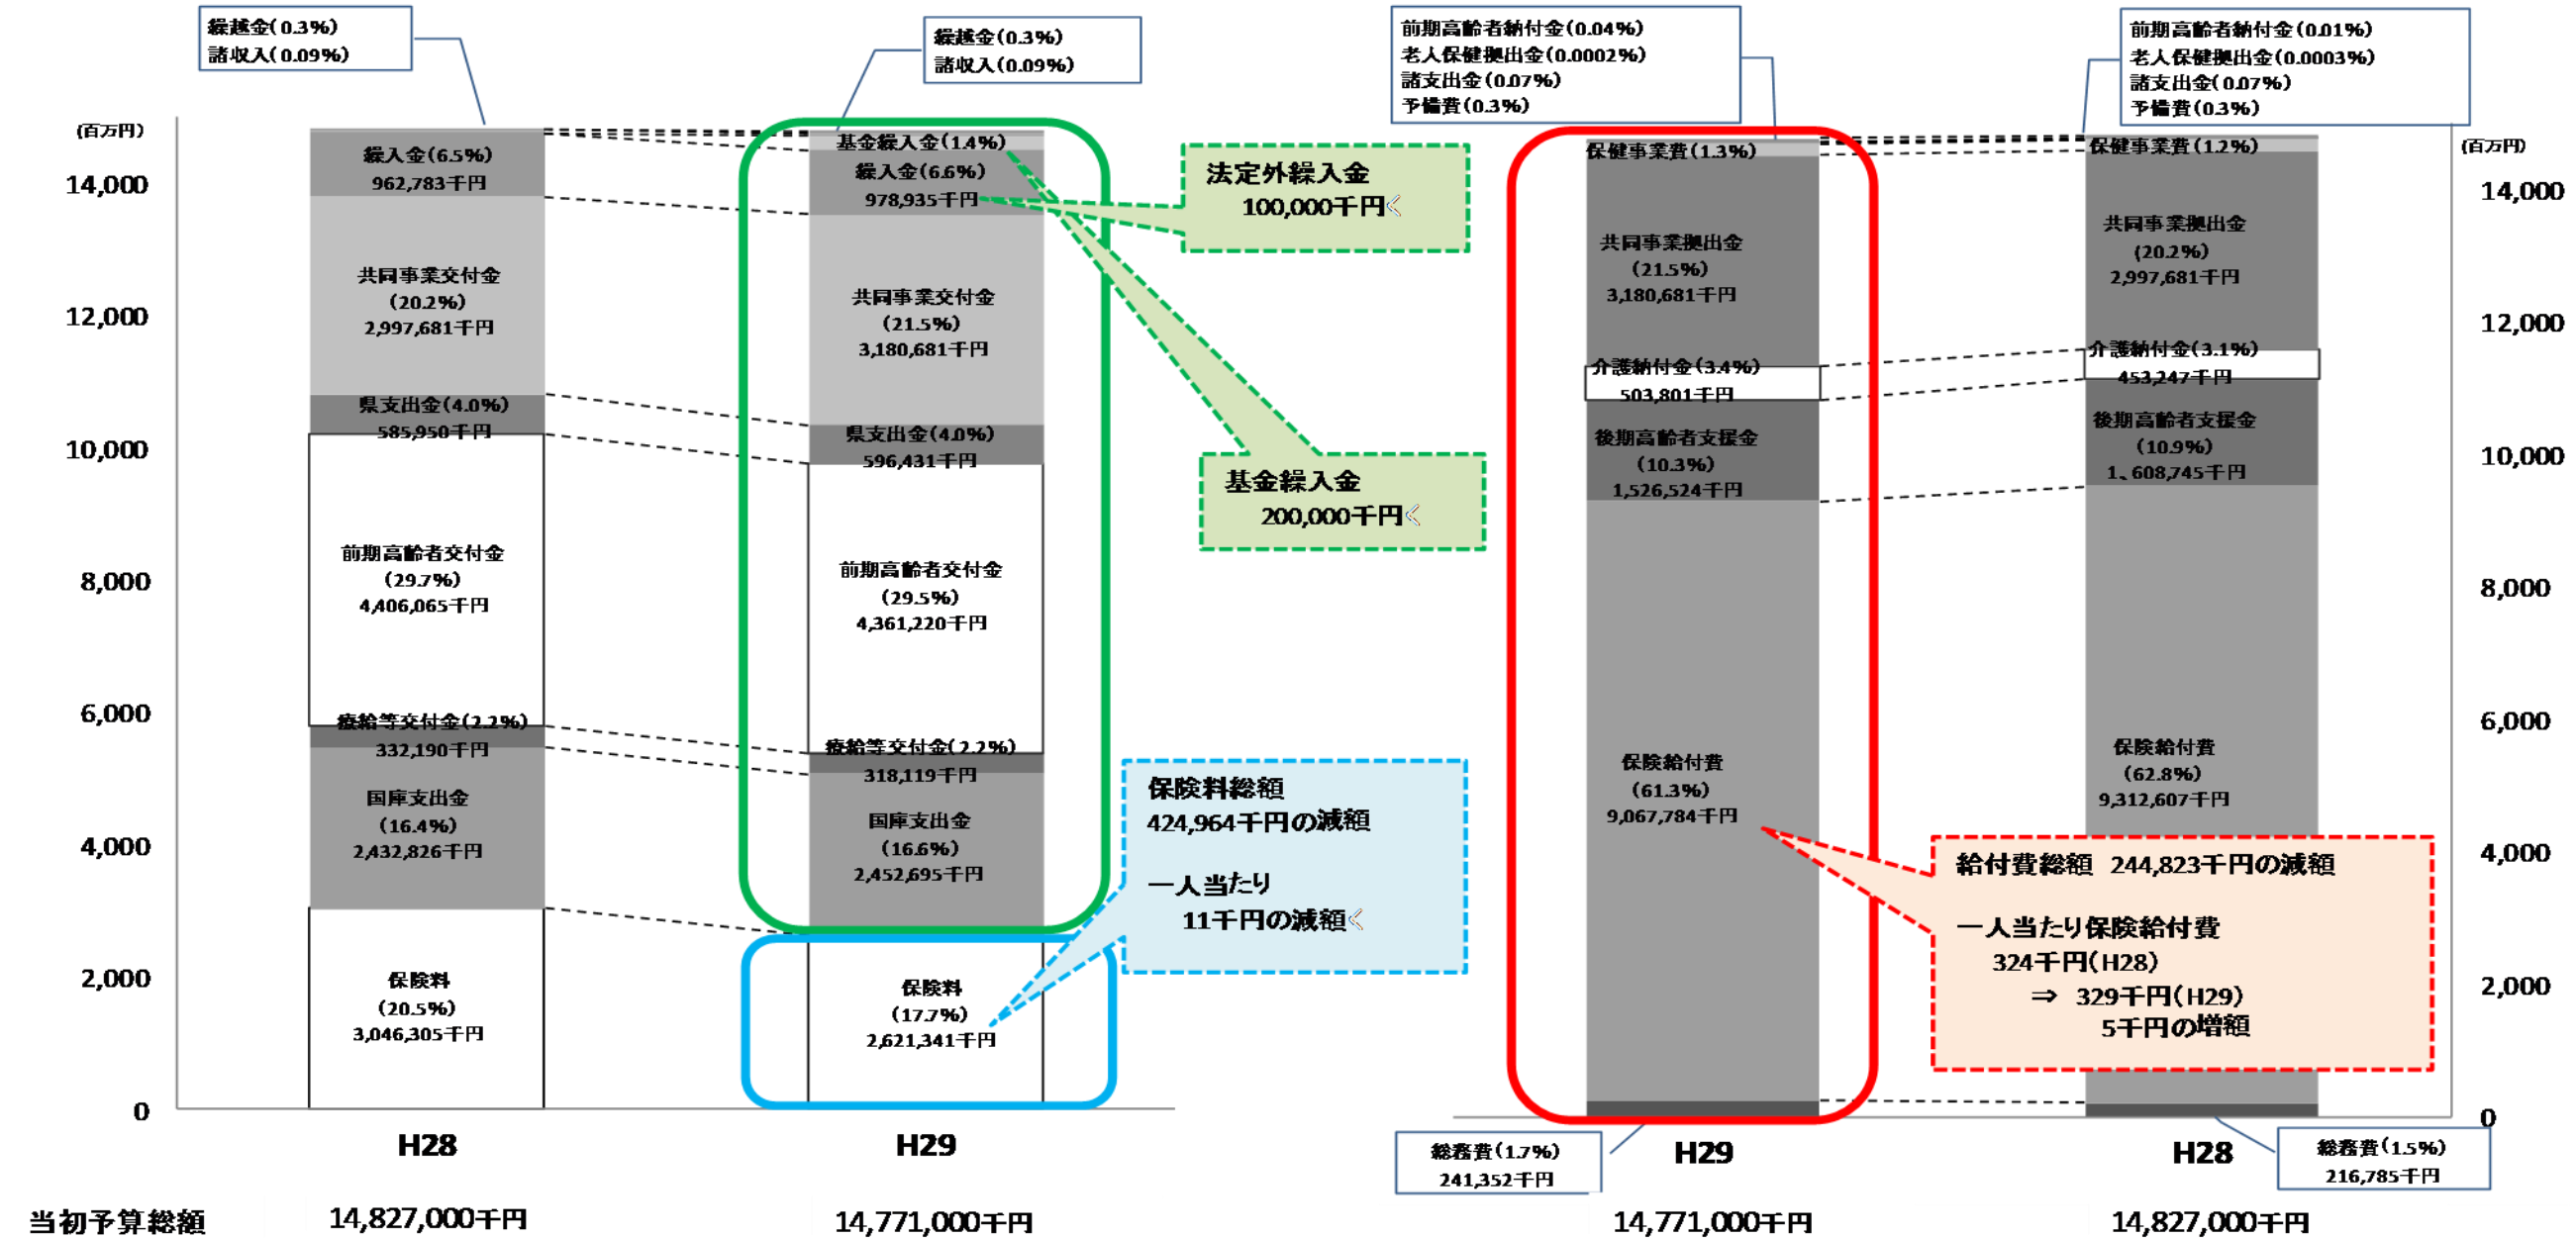 繰越金(0.3%)
諸収入(0.09%)
繰越金(0.3%)
諸収入(0.09%)
前期高齢者納付金(0.04%)
老人保健拠出金(0.0002%)
諸支出金(0.07%)
予備費(0.3%)
前期高齢者納付金(0.01%)
老人保健拠出金(0.0003%)
諸支出金(0.07%)
予備費(0.3%)
(百万円)
14,000
12,000
10,000
8,000
6,000
4,000
2,000
0
繰入金(6.5%)
962,783千円
共同事業交付金
(20.2%)
2,997,681千円
県支出金(4.0%)
585,950千円
前期高齢者交付金
(29.7%)
4,406,065千円
療給等交付金(2.2%)
332,190千円
国庫支出金
(16.4%)
2,432,826千円
保険料
(20.5%)
3,046,305千円
H28
基金繰入金(1.4%)
繰入金(6.6%)
978,935千円
共同事業交付金
(21.5%)
3,180,681千円
県支出金(4.0%)
596,431千円
前期高齢者交付金
(29.5%)
4,361,220千円
療給等交付金(2.2%)
318,119千円
国庫支出金
(16.6%)
2,452,695千円
保険料
(17.7%)
2,621,341千円
H29
法定外繰入金
100,000千円
基金繰入金
200,000千円
保険料総額
424,964千円の減額
一人当たり
11千円の減額
保健事業費(1.3%)
共同事業拠出金
(21.5%)
3,180,681千円
介護納付金(3.4%)
503,801千円
後期高齢者支援金
(10.3%)
1,526,524千円
保険給付費
(61.3%)
9,067,784千円
総務費(1.7%)
241,352千円
H29
保健事業費(1.2%)
共同事業拠出金
(20.2%)
2,997,681千円
介護納付金(3.1%)
453,247千円
後期高齢者支援金
(10.9%)
1、608,745千円
保険給付費
(62.8%)
9,312,607千円
給付費総額 244,823千円の減額
一人当たり保険給付費
324千円(H28)
⇒ 329千円(H29)
5千円の増額
H28
総務費(1.5%)
216,785千円
(百万円)
14,000
12,000
10,000
8,000
6,000
4,000
2,000
0
当初予算総額 14,827,000千円 14,771,000千円 14,771,000千円 14,827,000千円